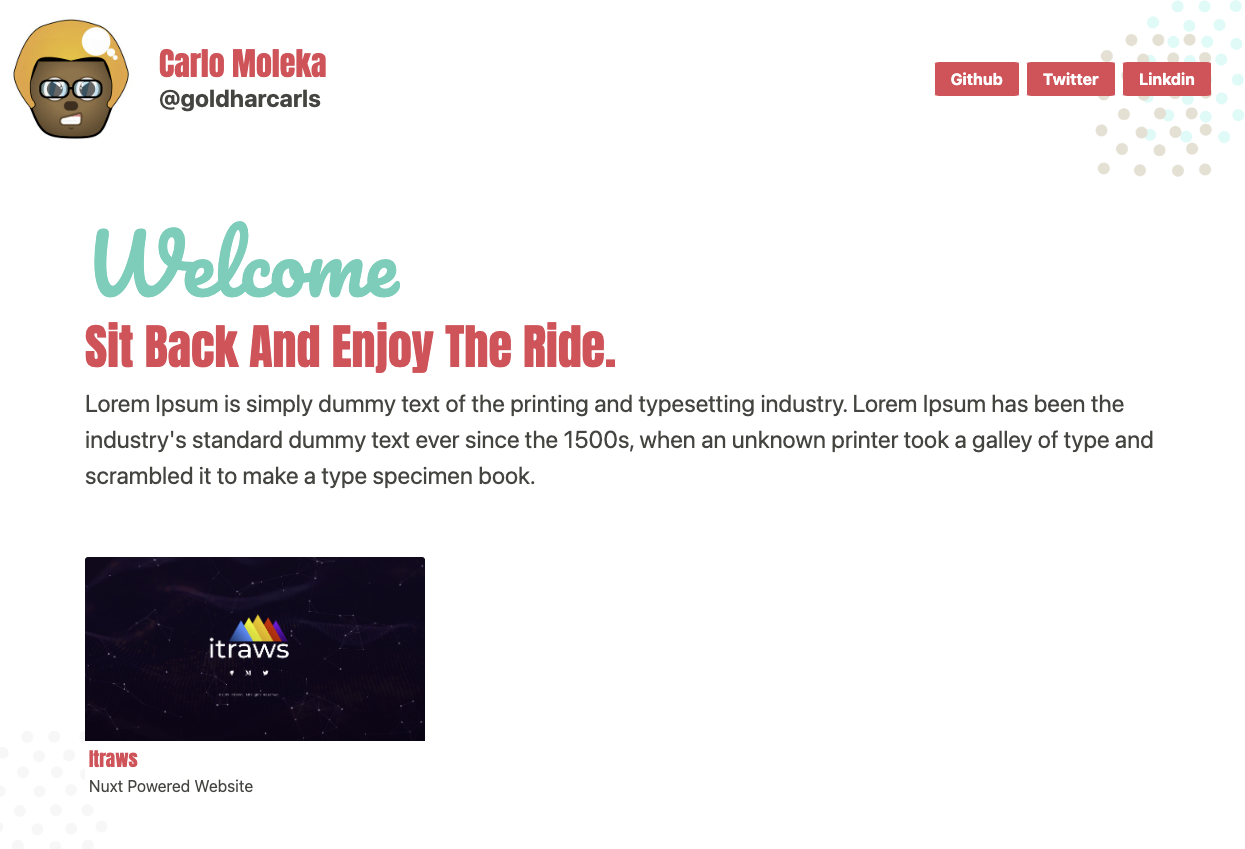 Carlo Moleka
@goldharcarls
Github Twitter Linkdin
Welcome
Sit Back And Enjoy The Ride.
Lorem Ipsum is simply dummy text of the printing and typesetting industry. Lorem Ipsum has been the
industry's standard dummy text ever since the 1500s, when an unknown printer took a galley of type and
scrambled it to make a type specimen book.
itraws
Itraws
Nuxt Powered Website